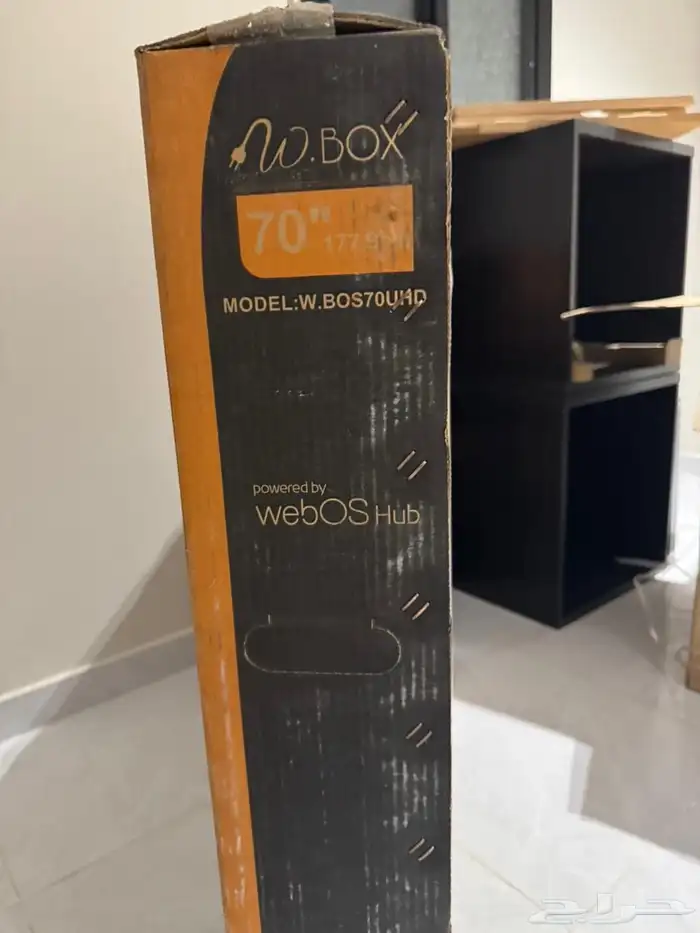 W.BOX
70"
MODEL:W.BOS70UHD
powered by
webOS Hub
حراج